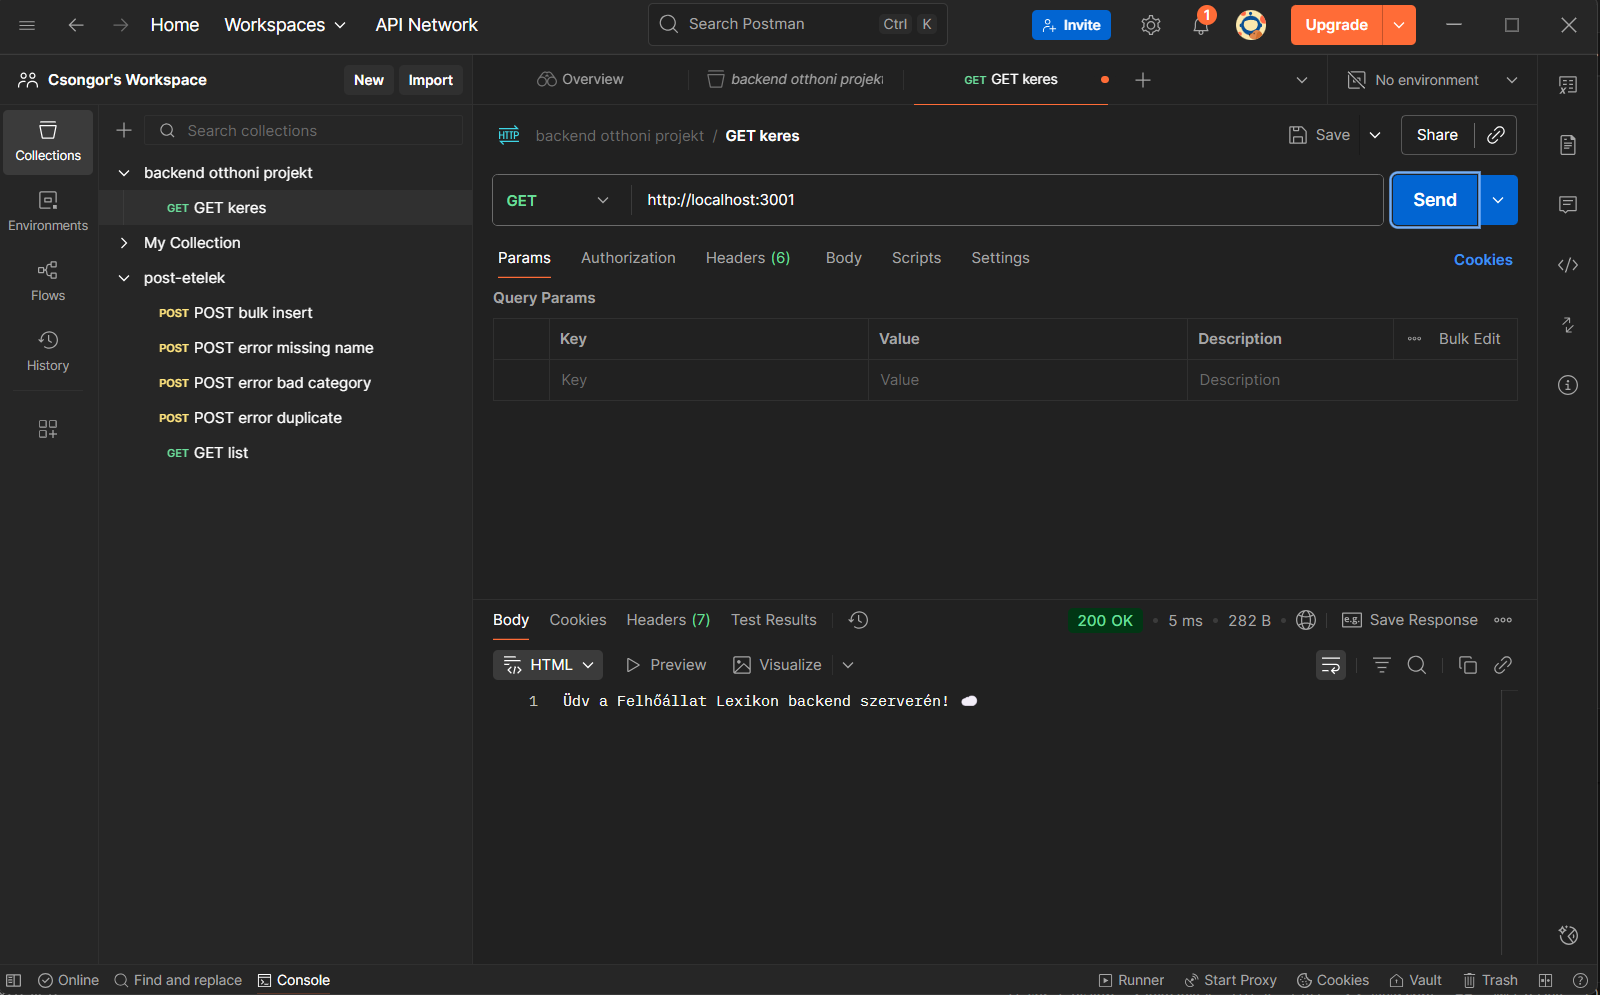 Home Workspaces API Network Search Postman Ctrl K Invite 1 Upgrade
Csongor's Workspace New Import
Overview backend otthoni projekt GET GET keres No environment
Collections
Environments
Flows
History
Search collections
backend otthoni projekt
GET GET keres
My Collection
post-etelek
POST POST bulk insert
POST POST error missing name
POST POST error bad category
POST POST error duplicate
GET GET list
HTTP backend otthoni projekt / GET keres Save Share
GET http://localhost:3001 Send
Params Authorization Headers (6) Body Scripts Settings Cookies
Query Params
Key Value Description Bulk Edit
Key Value Description
Body Cookies Headers (7) Test Results 200 OK • 5 ms • 282 B e.g. Save Response
HTML Preview Visualize
1 Üdv a Felhőállat Lexikon backend szerverén! ☁
Online Find and replace Console Runner Start Proxy Cookies Vault Trash